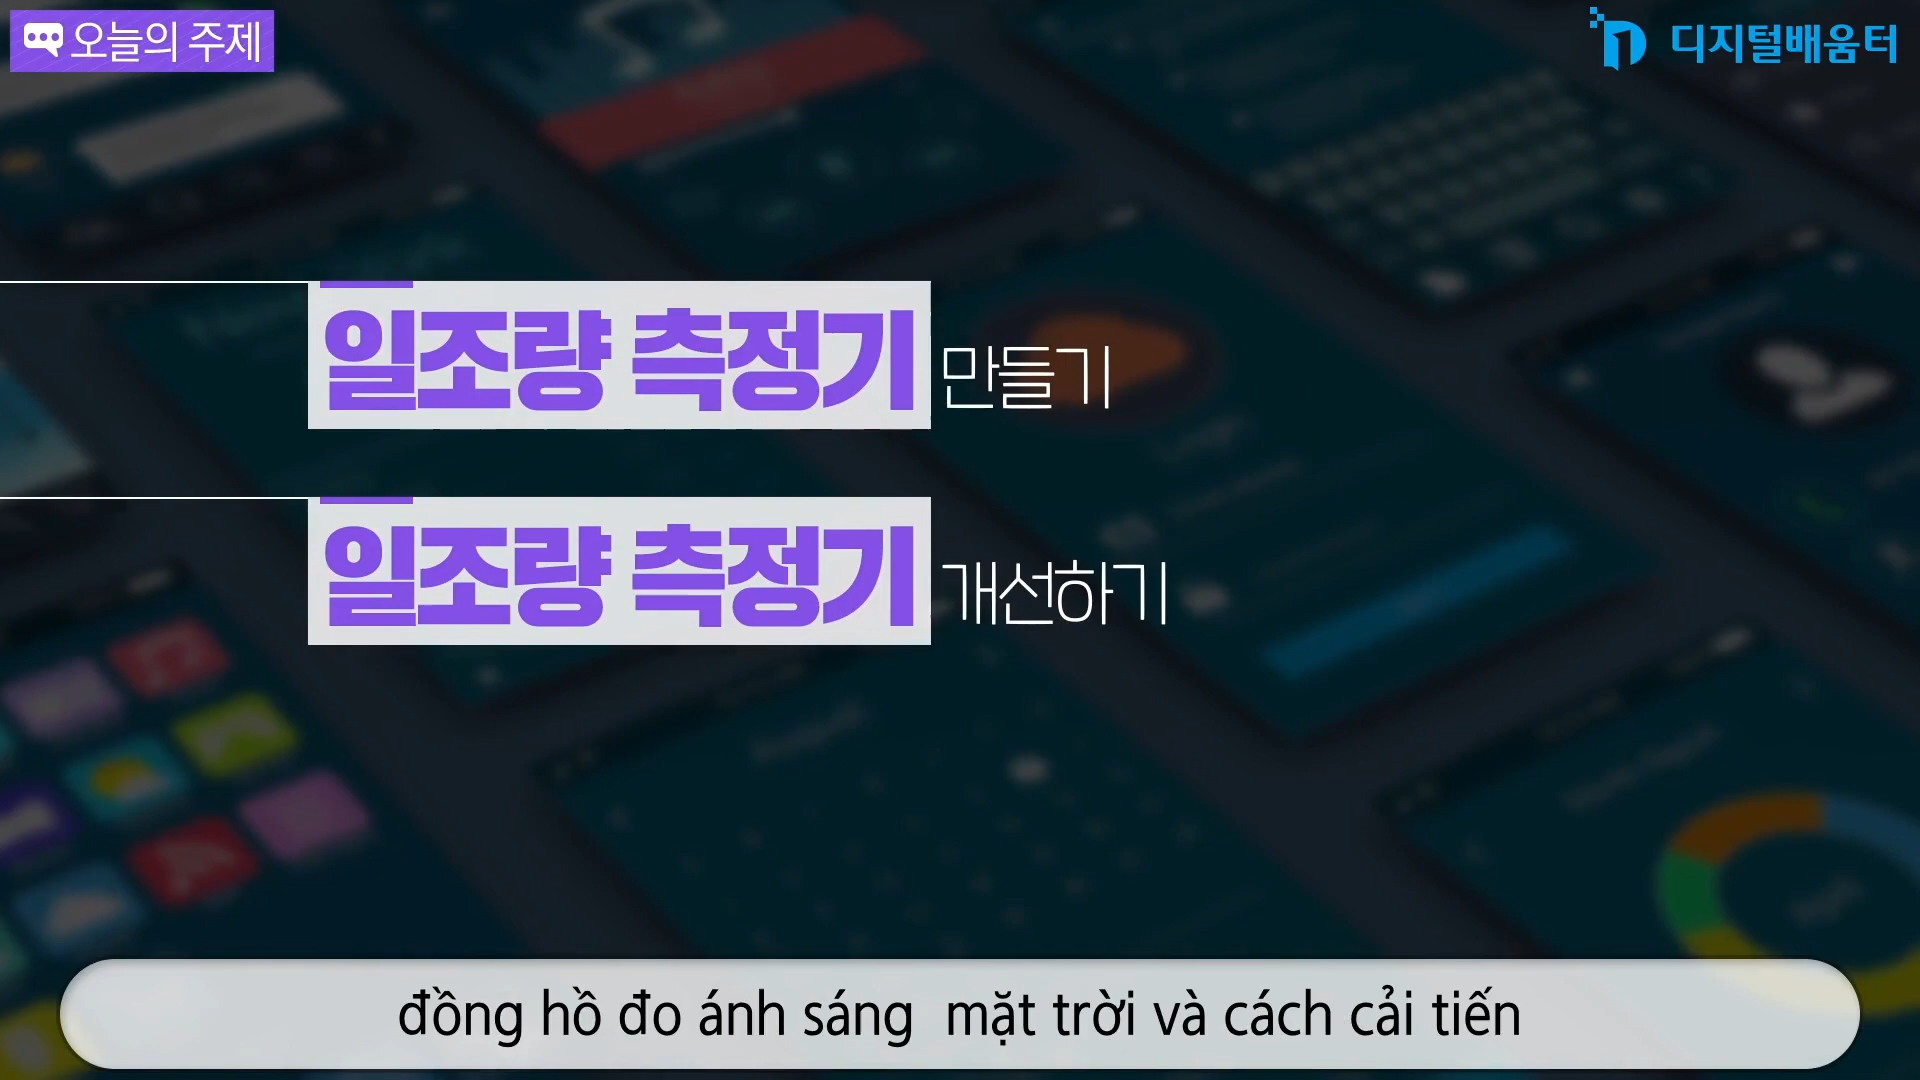 오늘의 주제
디지털배움터
일조량 측정기 만들기
일조량 측정기 개선하기
đồng hồ đo ánh sáng  mặt trời và cách cải tiến